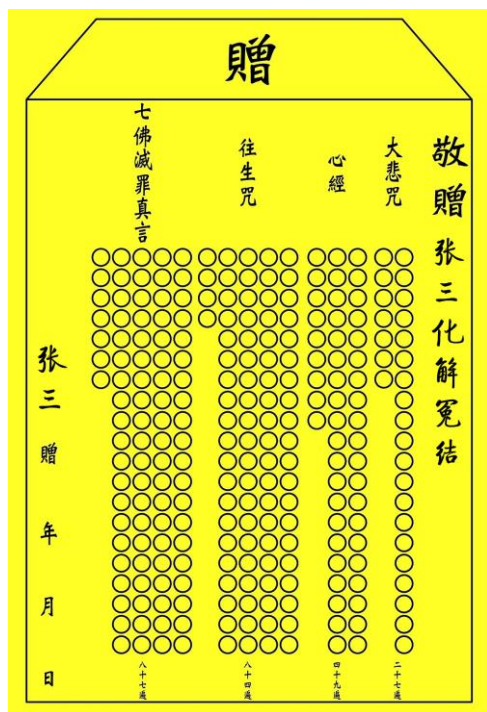 贈
敬贈张三化解冤结
大悲咒
二十七遍
心經
四十九遍
往生咒
八十四遍
七佛滅罪真言
八十七遍
张三 贈 年 月 日